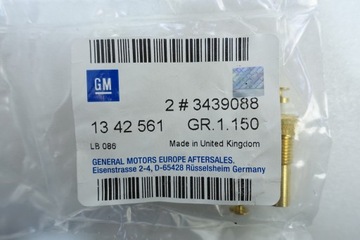 GM
2 # 3439088
13 42 561 GR.1.150
LB 086 Made in United Kingdom
GENERAL MOTORS EUROPE AFTERSALES,
Eisenstrasse 2-4, D-65428 Rüsselsheim Germany